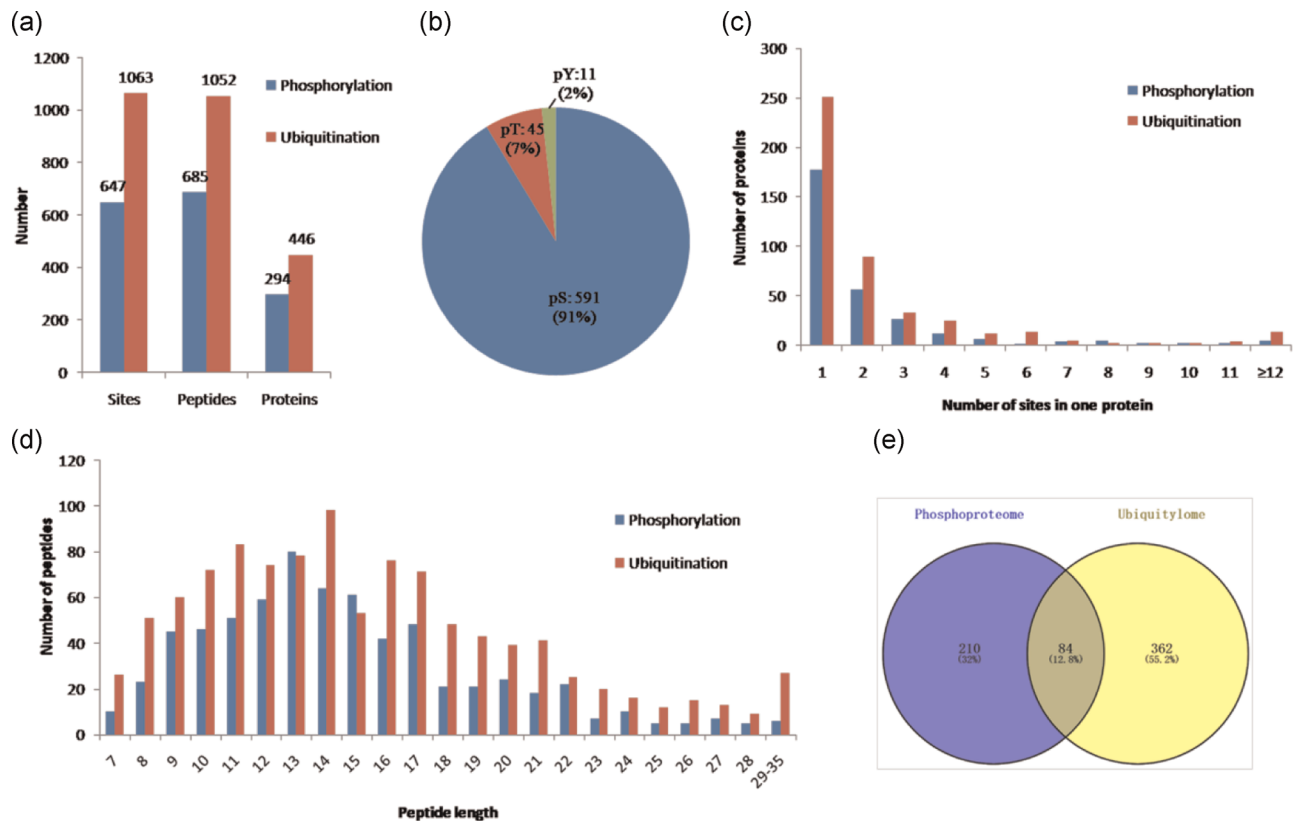 (a)
1200
1000
800
600
400
200
0
Number
1063
1052
647
685
446
294
Phosphorylation
Ubiquitination
Sites Peptides Proteins
(b)
pY:11
(2%)
pT:45
(7%)
pS:591
(91%)
(c)
300
250
200
150
100
50
0
Number of proteins
Phosphorylation
Ubiquitination
1 2 3 4 5 6 7 8 9 10 11 ≥12
Number of sites in one protein
(d)
120
100
80
60
40
20
0
Number of peptides
Phosphorylation
Ubiquitination
7 8 9 10 11 12 13 14 15 16 17 18 19 20 21 22 23 24 25 26 27 28 29-35
Peptide length
(e)
Phosphoproteome Ubiquitylome
210 84 362
(32%) (12.8%) (55.2%)